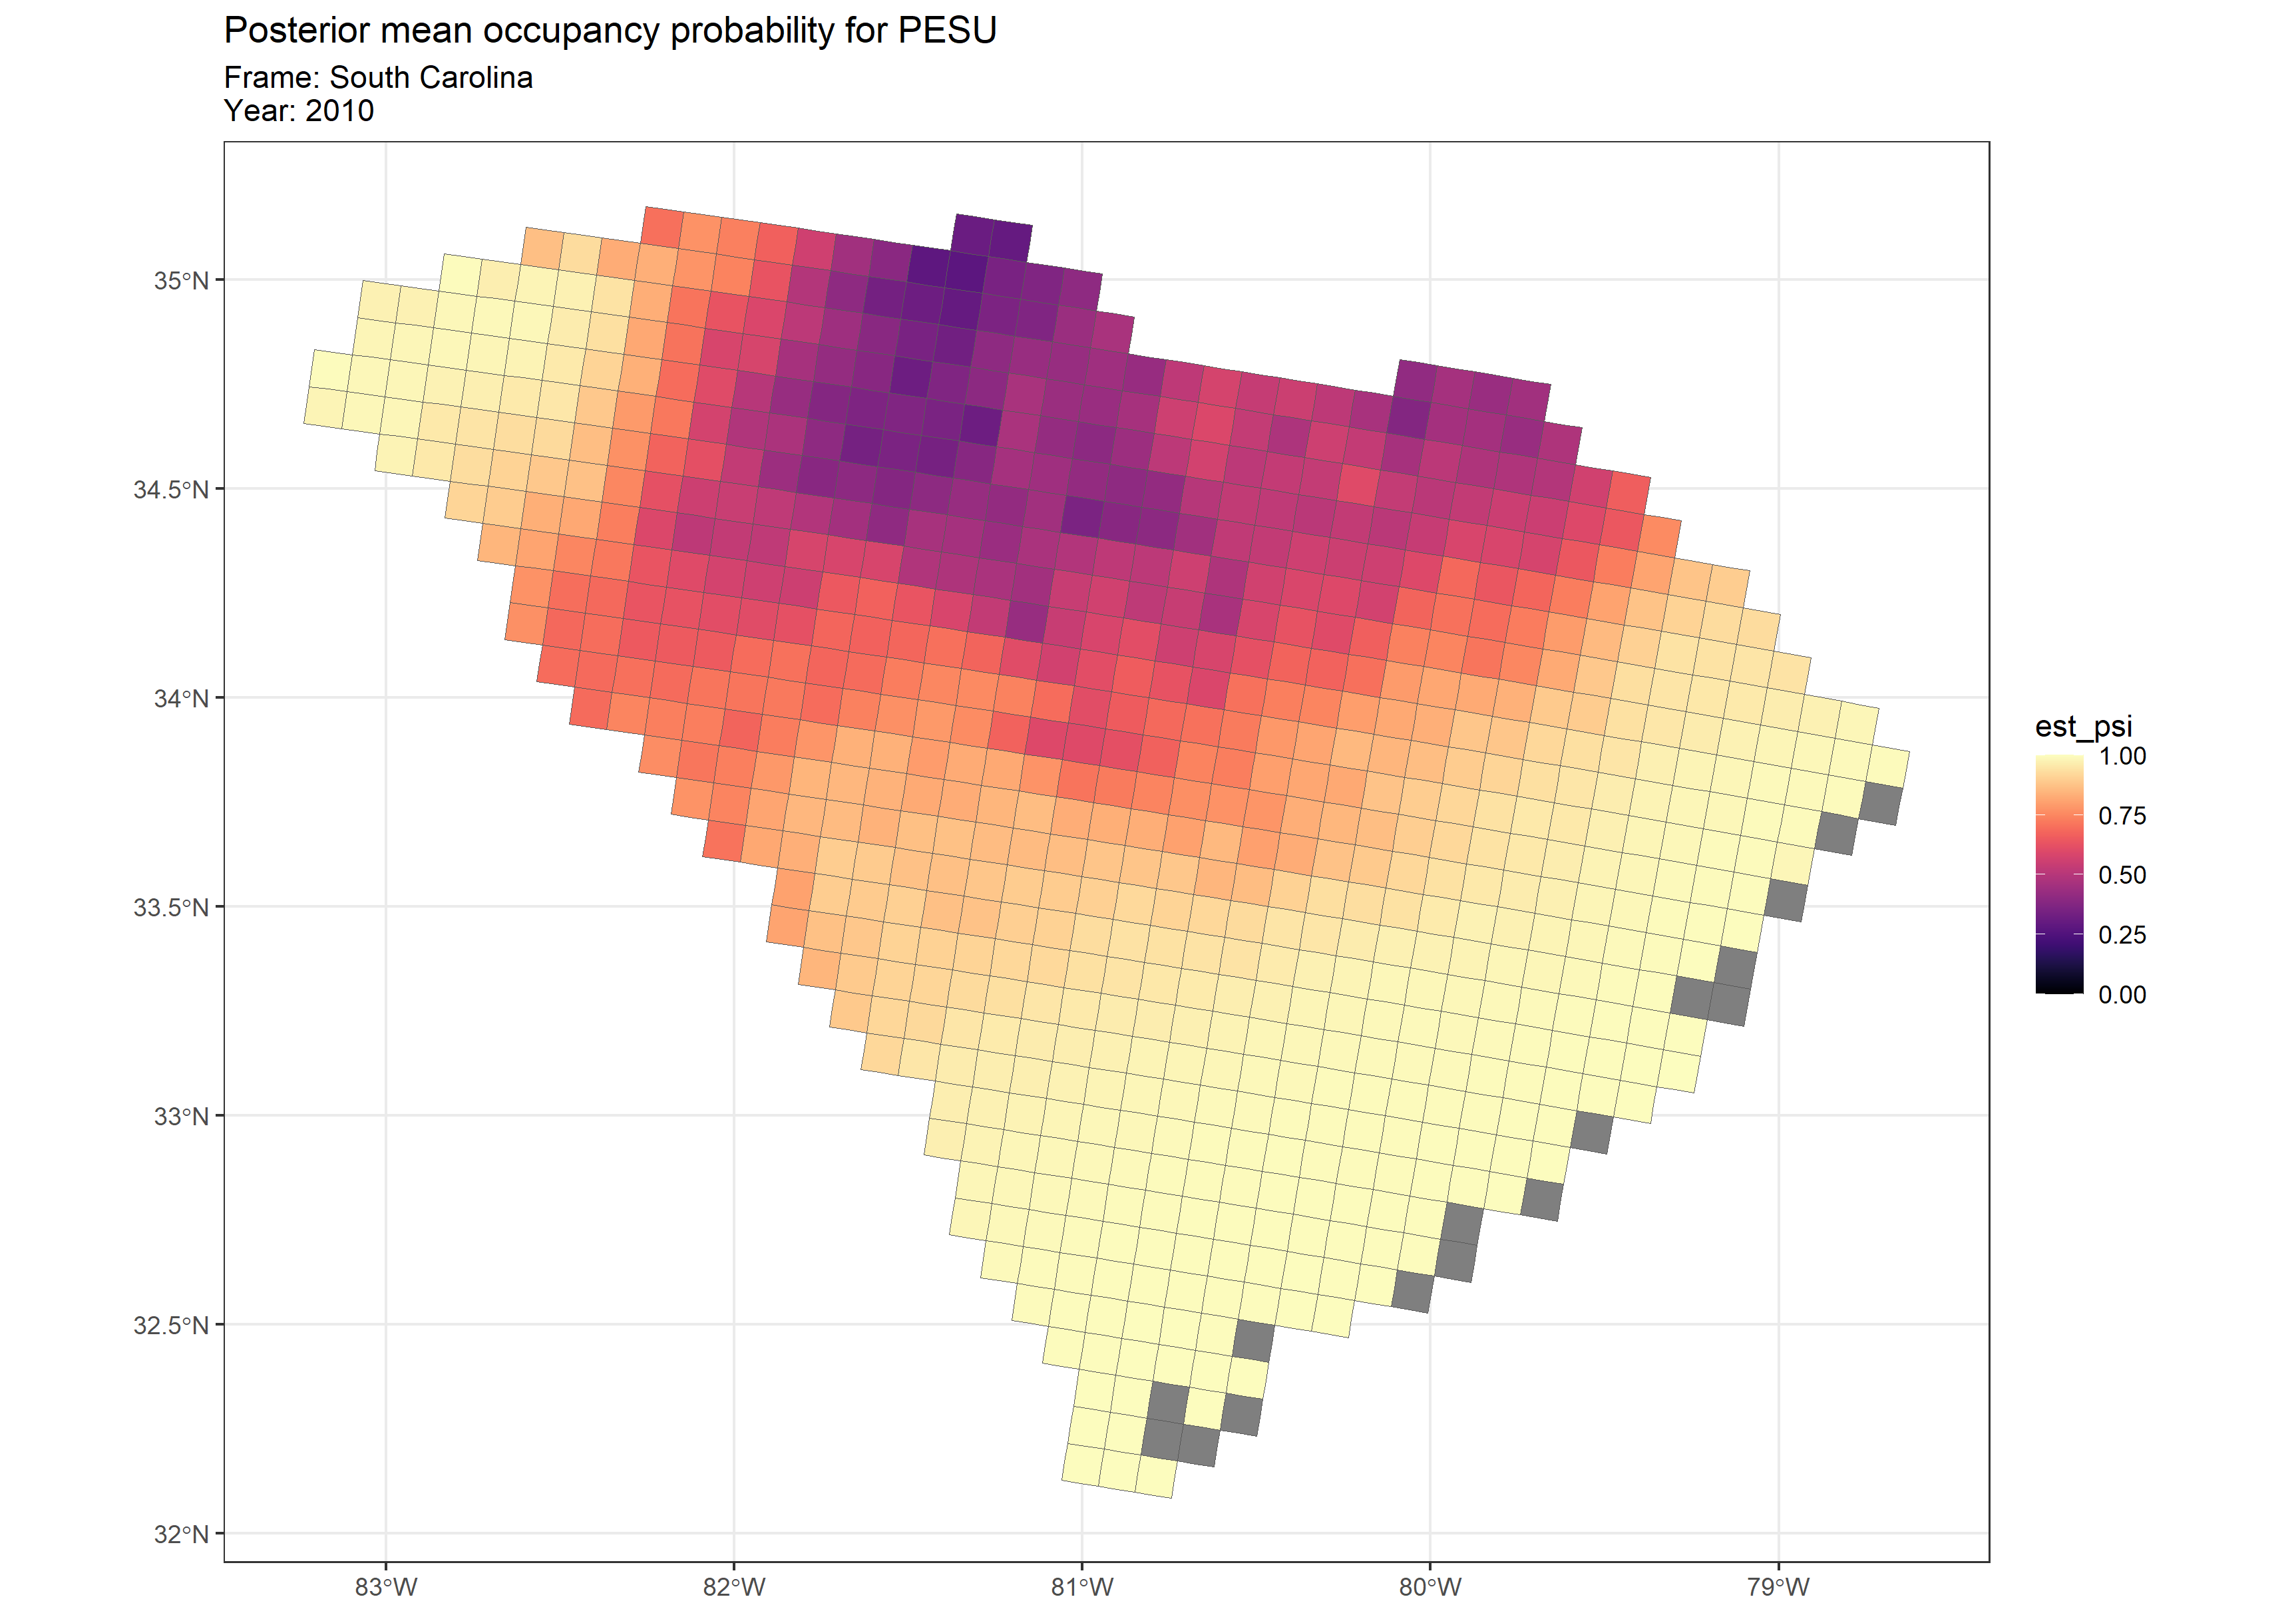 Posterior mean occupancy probability for PESU
Frame: South Carolina
Year: 2010
35°N
34.5°N
34°N
33.5°N
33°N
32.5°N
32°N
83°W
82°W
81°W
80°W
79°W
est_psi
1.00
0.75
0.50
0.25
0.00